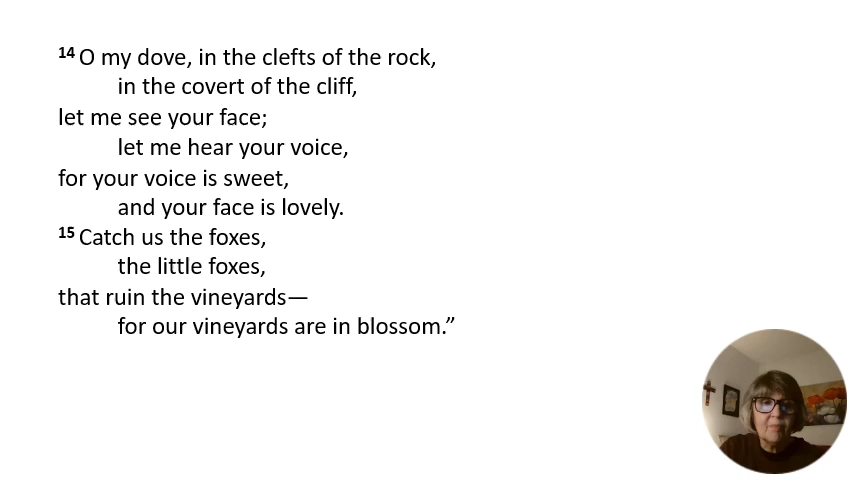 14 O my dove, in the clefts of the rock,
in the covert of the cliff,
let me see your face;
let me hear your voice,
for your voice is sweet,
and your face is lovely.
15 Catch us the foxes,
the little foxes,
that ruin the vineyards—
for our vineyards are in blossom.”